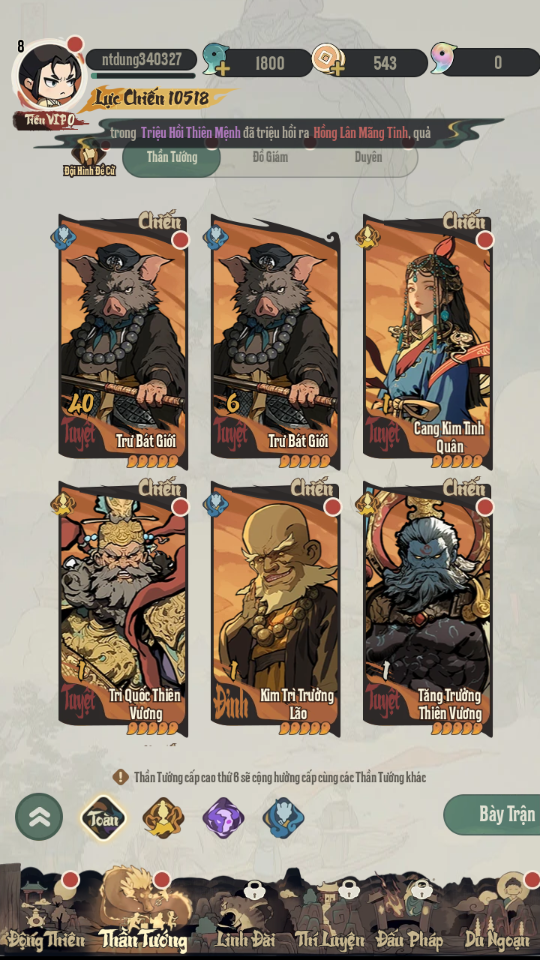 8
ntdung340327
1800
543
0
Lực Chiến 10518
Tiên VIP 0
trong Triệu Hồi Thiên Mệnh đã triệu hồi ra Hồng Lân Mãng Tinh, quả
Đội Hình Đề Cử
Thần Tướng
Đồ Giám
Duyên
Chiến
40
Tuyệt
Trư Bát Giới
6
Tuyệt
Trư Bát Giới
Chiến
1
Tuyệt
Cang Kim Tinh
Quân
Chiến
1
Tuyệt
Trì Quốc Thiên
Vương
Chiến
1
Đỉnh
Kim Trì Trưởng
Lão
Chiến
1
Tuyệt
Tăng Trưởng
Thiên Vương
Thần Tướng cấp cao thứ 6 sẽ cộng hưởng cấp cùng các Thần Tướng khác
Toàn
Bày Trận
Động Thiên
Thần Tướng
Linh Đài
Thí Luyện
Đấu Pháp
Du Ngoạn